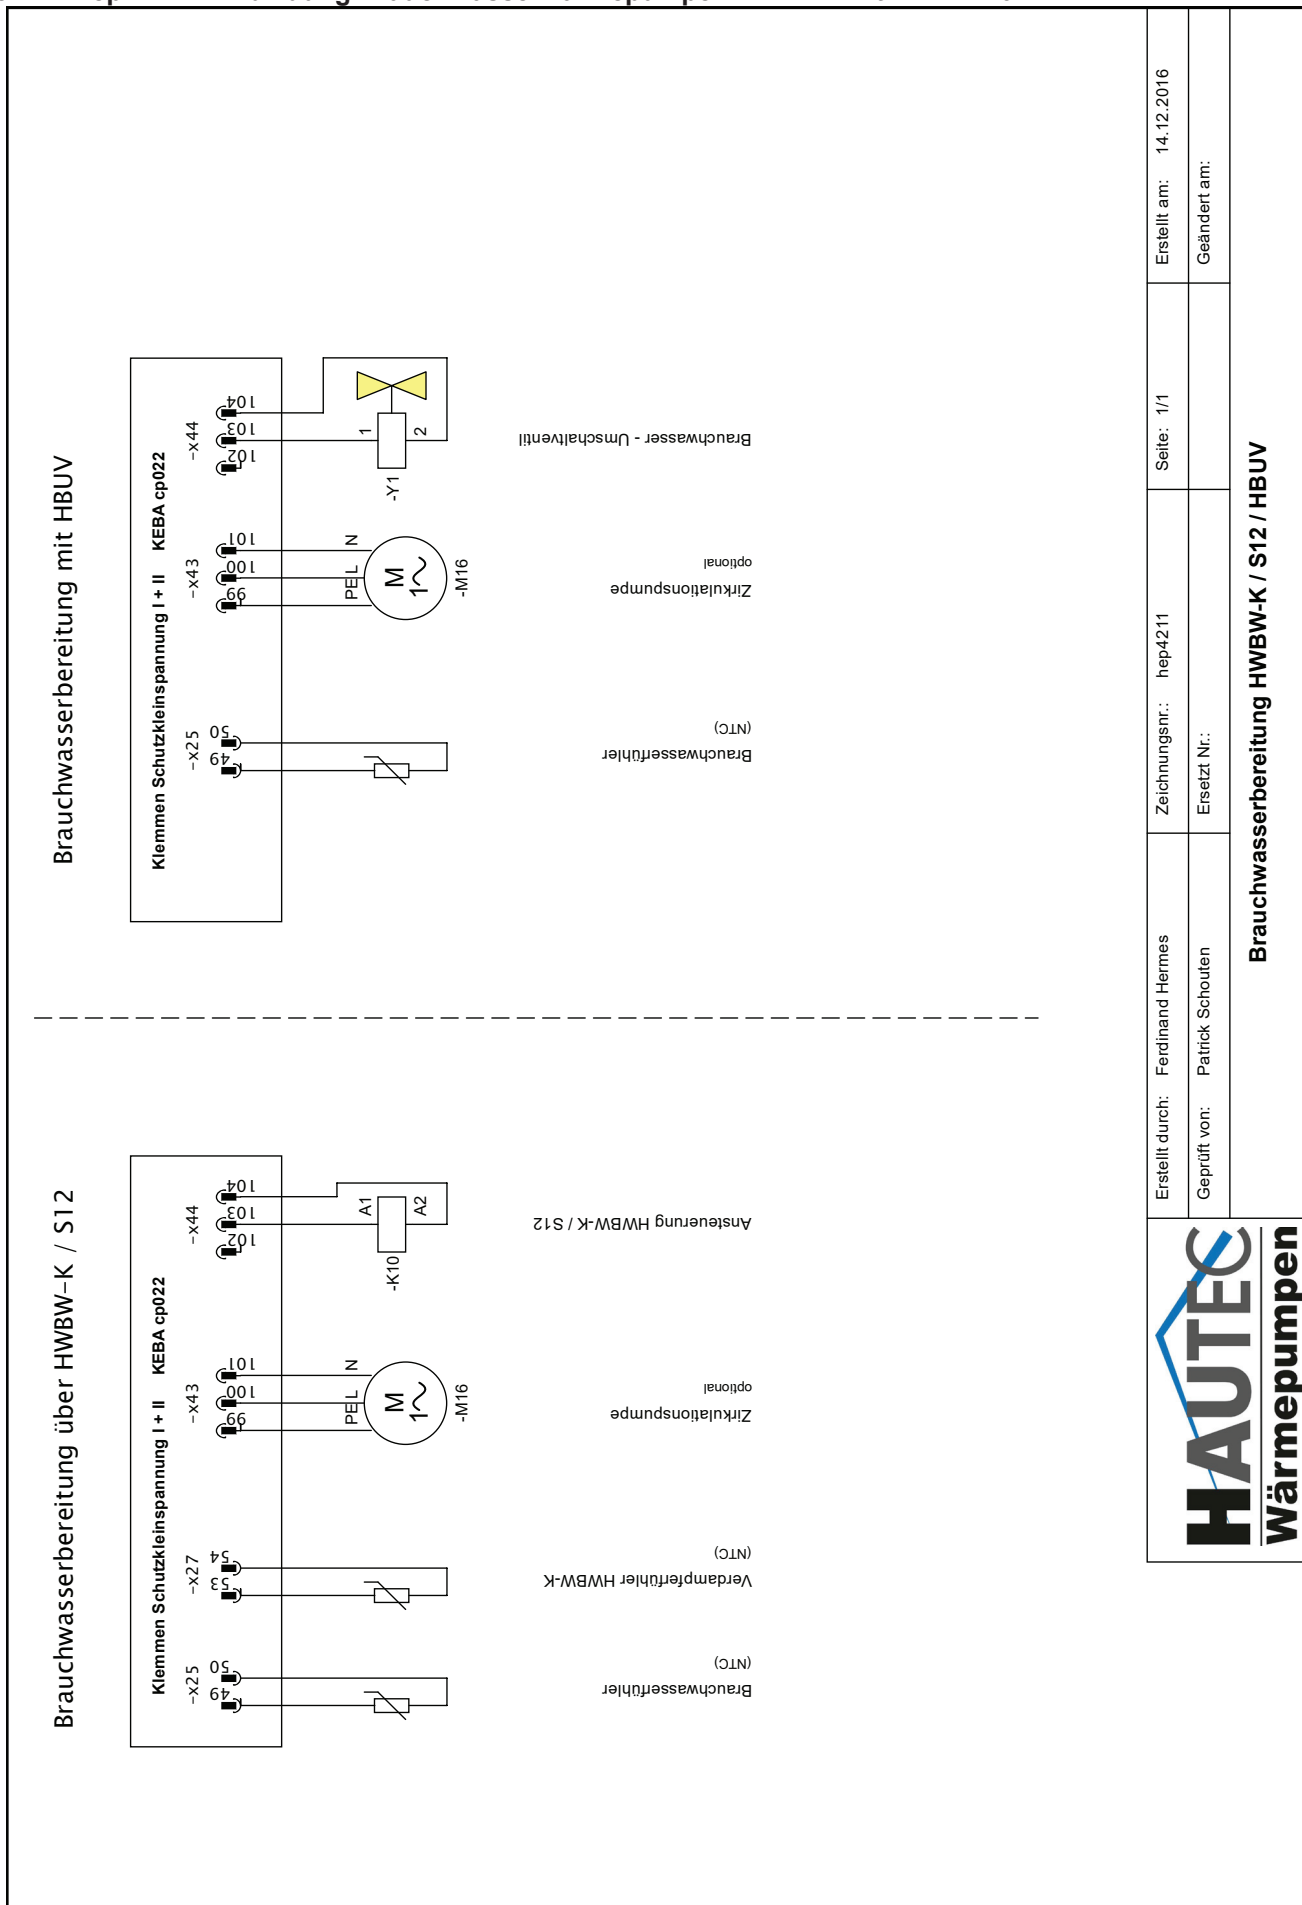 Brauchwasserbereitung über HWBW-K / S12
Klemmen Schutzkleinspannung I + II KEBA cp022
-x25
49 50
-x27
53 54
-x43
99 100 101
-x44
102 103 104
PE L N
M
1~
-M16
A1
A2
-K10
Brauchwasserfühler
(NTC)
Verdampferfühler HWBW-K
(NTC)
Zirkulationspumpe
optional
Ansteuerung HWBW-K / S12
Brauchwasserbereitung mit HBUV
Klemmen Schutzkleinspannung I + II KEBA cp022
-x25
49 50
-x43
99 100 101
-x44
102 103 104
PE L N
M
1~
-M16
1
2
-Y1
Brauchwasserfühler
(NTC)
Zirkulationspumpe
optional
Brauchwasser - Umschaltventil
HAUTEC
Wärmepumpen
Erstellt durch: Ferdinand Hermes
Zeichnungsnr.: hep4211
Seite: 1/1
Erstellt am: 14.12.2016
Geprüft von: Patrick Schouten
Ersetzt Nr.:
Geändert am:
Brauchwasserbereitung HWBW-K / S12 / HBUV